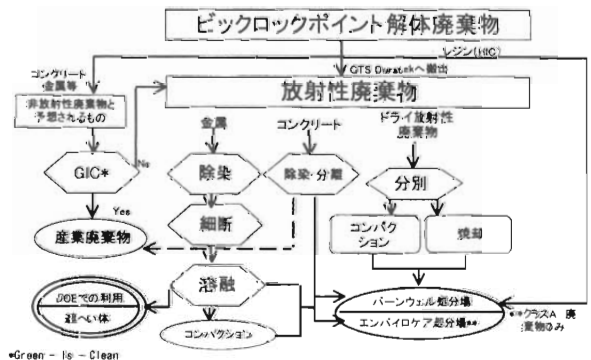 ビックロックポイント解体廃棄物
レジン(HIC)
コンクリート
金属等
GTS Duratekへ搬出
非放射性廃棄物と
予想されるもの
放射性廃棄物
金属
コンクリート
ドライ放射性
廃棄物
GIC*
No
除染
除染・分離
分別
Yes
産業廃棄物
細断
コンパク
ション
焼却
溶融
DOEでの利用
遮へい体
コンパクション
バーンウェル処分場
エンバイロケア処分場**
**クラスA 廃
棄物のみ
*Green - Is - Clean